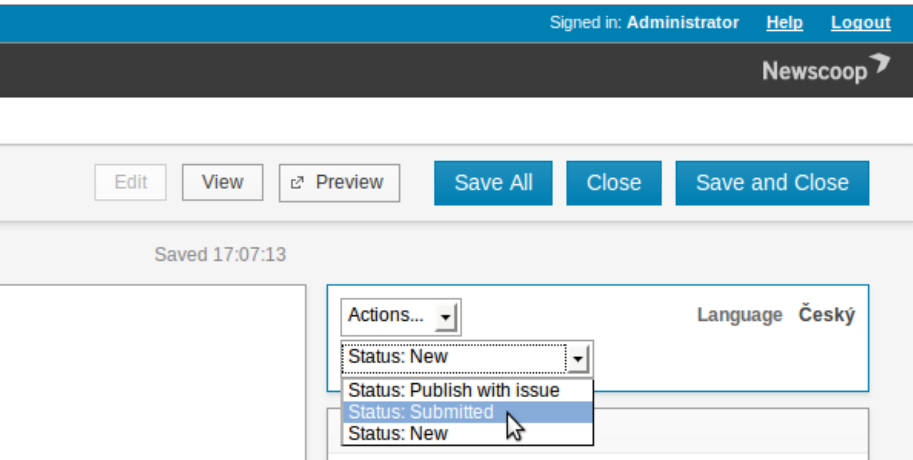 Signed in: Administrator Help Logout
Newscoop
Edit View Preview Save All Close Save and Close
Saved 17:07:13
Actions... Language Český
Status: New
Status: Publish with issue
Status: Submitted
Status: New